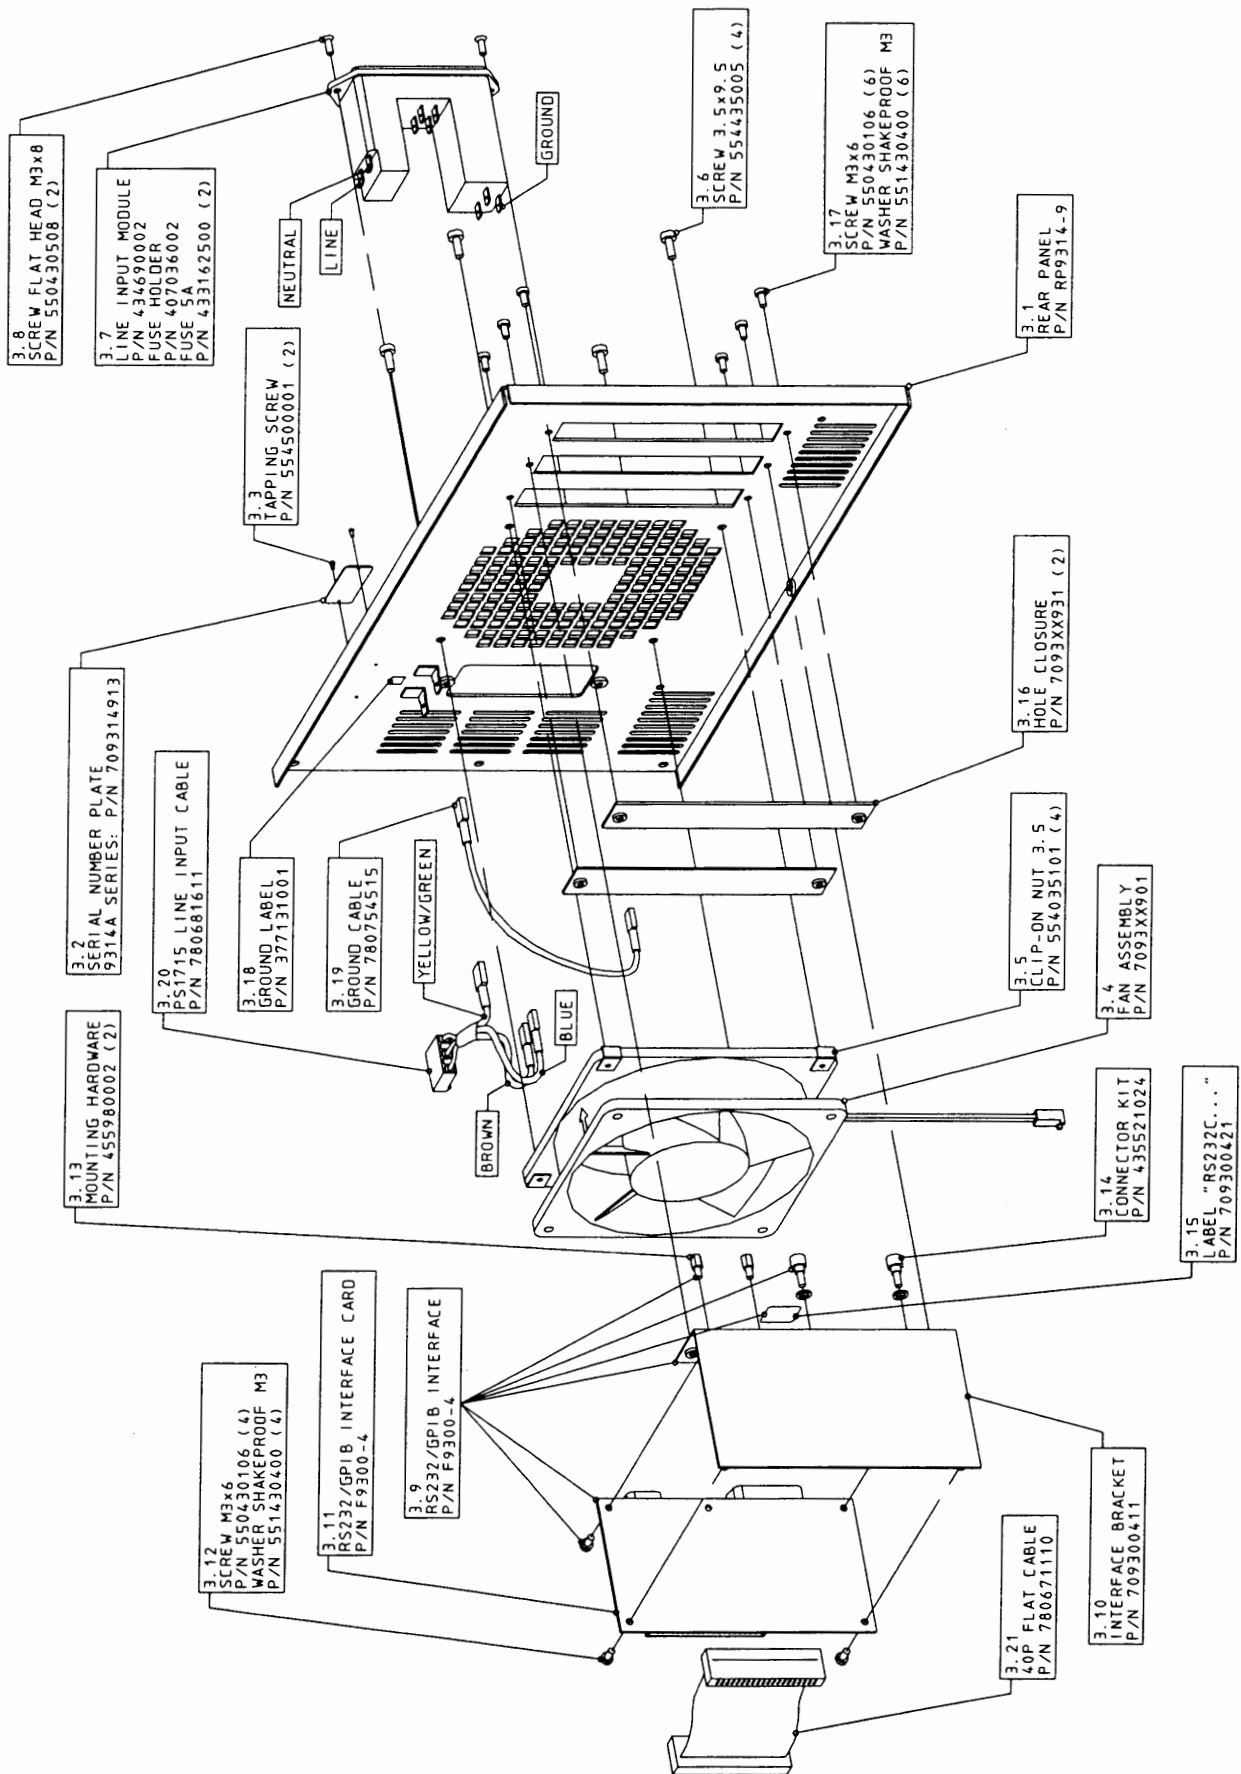 3.8
SCREW FLAT HEAD M3x8
P/N 550430508 (2)
3.7
LINE INPUT MODULE
P/N 434690002
FUSE HOLDER
P/N 407036002
FUSE 5A
P/N 433162500 (2)
NEUTRAL
LINE
GROUND
3.6
SCREW 3.5x9.5
P/N 554435005 (4)
3.17
SCREW M3x6
P/N 550430106 (6)
WASHER SHAKEPROOF M3
P/N 551430400 (6)
3.1
REAR PANEL
P/N RP9314-9
3.3
TAPPING SCREW
P/N 554500001 (2)
3.2
SERIAL NUMBER PLATE
9314A SERIES: P/N 709314913
3.20
PS1715 LINE INPUT CABLE
P/N 780681611
3.18
GROUND LABEL
P/N 377131001
3.19
GROUND CABLE
P/N 780754515
YELLOW/GREEN
BLUE
BROWN
3.16
HOLE CLOSURE
P/N 7093XX931 (2)
3.5
CLIP-ON NUT 3.5
P/N 554035101 (4)
3.4
FAN ASSEMBLY
P/N 7093XX901
3.13
MOUNTING HARDWARE
P/N 455980002 (2)
3.14
CONNECTOR KIT
P/N 435521024
3.15
LABEL "RS232C..."
P/N 709300421
3.12
SCREW M3x6
P/N 550430106 (4)
WASHER SHAKEPROOF M3
P/N 551430400 (4)
3.11
RS232/GPIB INTERFACE CARD
P/N F9300-4
3.9
RS232/GPIB INTERFACE
P/N F9300-4
3.21
40P FLAT CABLE
P/N 780671110
3.10
INTERFACE BRACKET
P/N 709300411